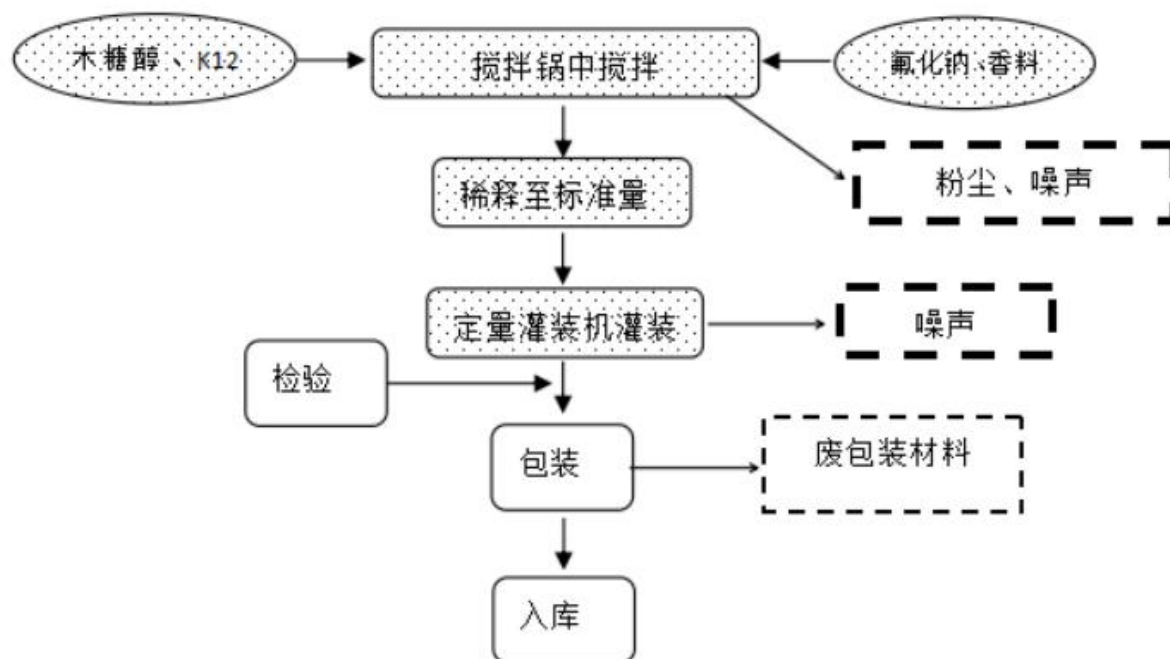 木糖醇、K12
搅拌锅中搅拌
氟化钠、香料
粉尘、噪声
稀释至标准量
定量灌装机灌装
噪声
检验
包装
废包装材料
入库